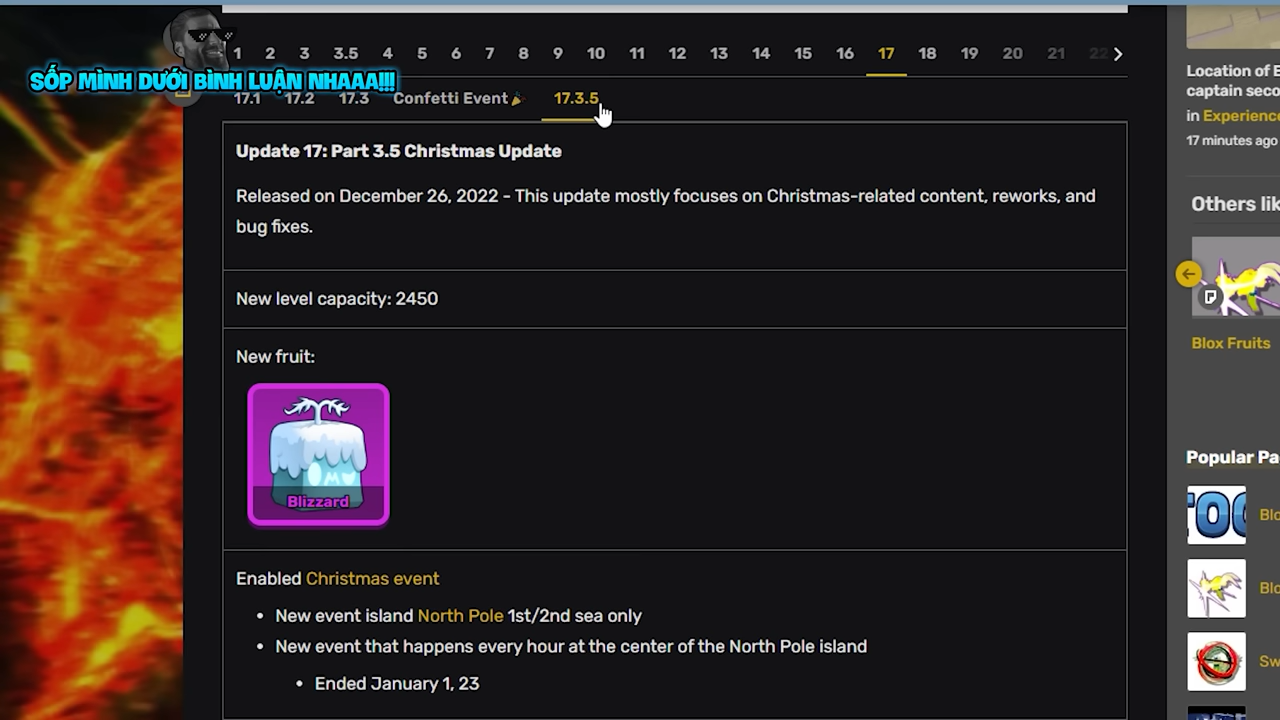 1 2 3 3.5 4 5 6 7 8 9 10 11 12 13 14 15 16 17 18 19 20 21 22
SỐP MÌNH DƯỚI BÌNH LUẬN NHAAA!!!
17.1 17.2 17.3 Confetti Event 17.3.5
Update 17: Part 3.5 Christmas Update
Released on December 26, 2022 - This update mostly focuses on Christmas-related content, reworks, and
bug fixes.
New level capacity: 2450
New fruit:
Blizzard
Enabled Christmas event
• New event island North Pole 1st/2nd sea only
• New event that happens every hour at the center of the North Pole island
• Ended January 1, 23
Location of E
captain seco
in Experience
17 minutes ago
Others lik
Blox Fruits
Popular Pa
Blo
Blo
Sw